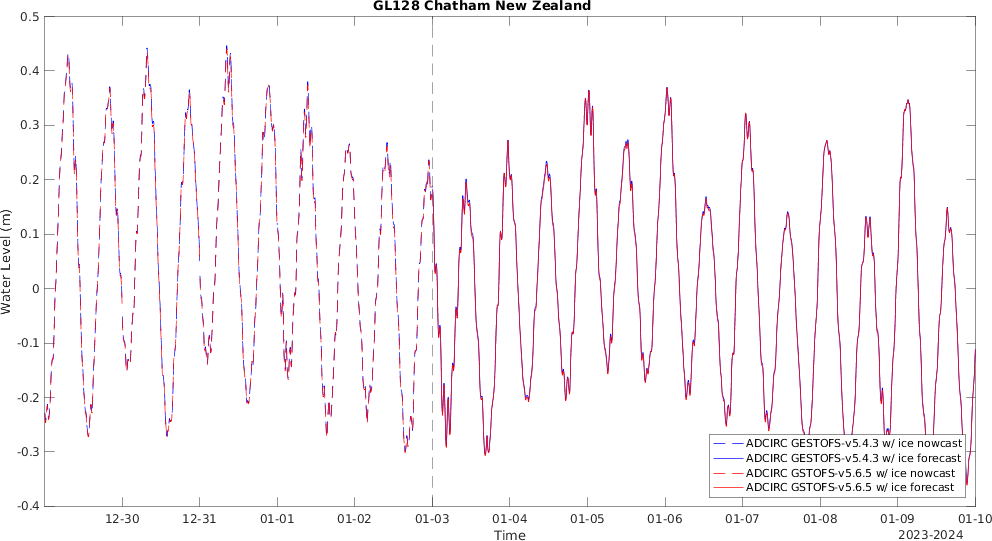 GL128 Chatham New Zealand
0.5
0.4
0.3
0.2
0.1
0
-0.1
-0.2
-0.3
-0.4
Water Level (m)
ADCIRC GESTOFS-v5.4.3 w/ ice nowcast
ADCIRC GESTOFS-v5.4.3 w/ ice forecast
ADCIRC GSTOFS-v5.6.5 w/ ice nowcast
ADCIRC GSTOFS-v5.6.5 w/ ice forecast
12-30 12-31 01-01 01-02 01-03 01-04 01-05 01-06 01-07 01-08 01-09 01-10
Time
2023-2024